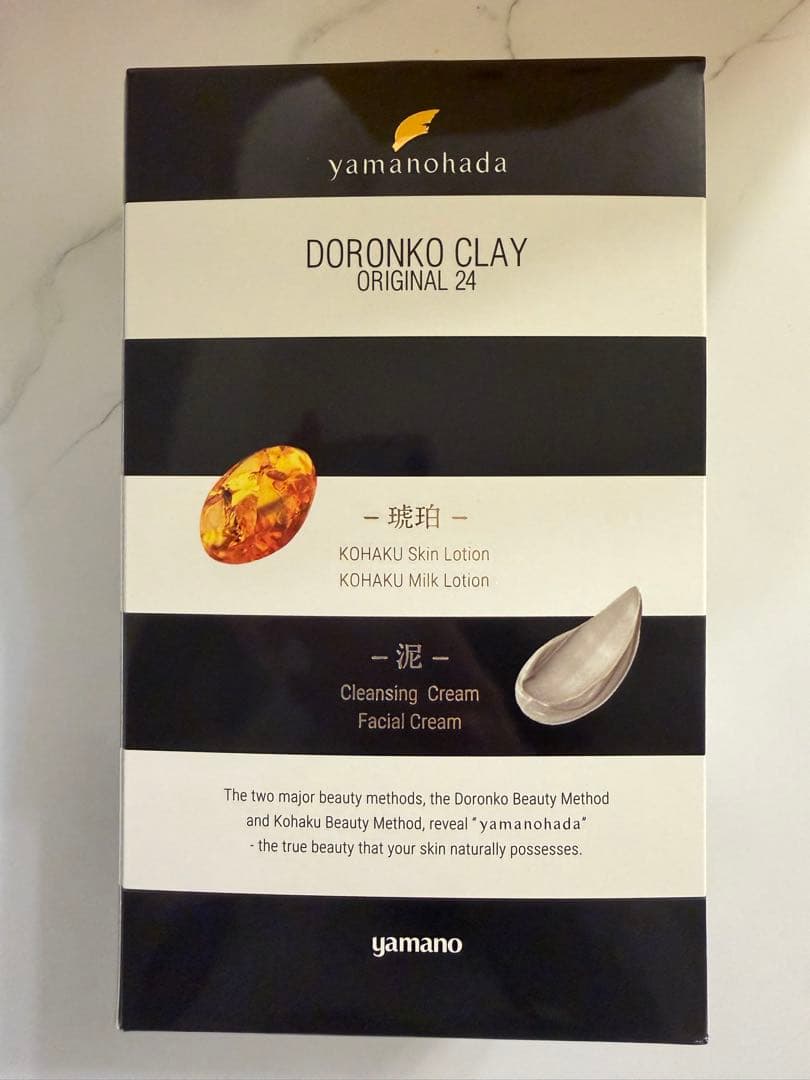 yamanohada
DORONKO CLAY
ORIGINAL 24
– 琥珀 –
KOHAKU Skin Lotion
KOHAKU Milk Lotion
– 泥 –
Cleansing Cream
Facial Cream
The two major beauty methods, the Doronko Beauty Method
and Kohaku Beauty Method, reveal “yamanohada”
- the true beauty that your skin naturally possesses.
yamano